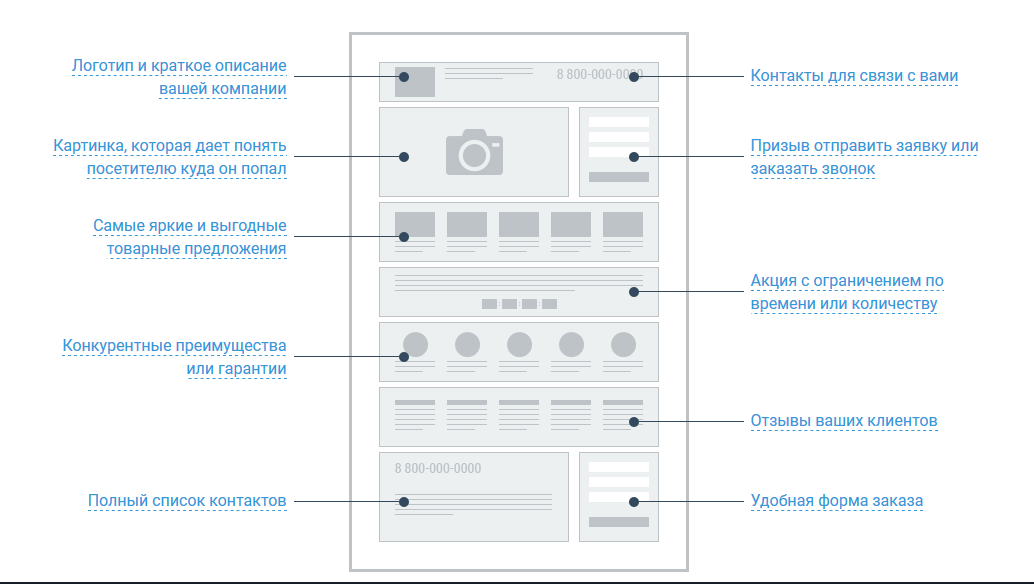 Логотип и краткое описание
вашей компании
8 800-000-0000
Контакты для связи с вами
Картинка, которая дает понять
посетителю куда он попал
Призыв отправить заявку или
заказать звонок
Самые яркие и выгодные
товарные предложения
Акция с ограничением по
времени или количеству
Конкурентные преимущества
или гарантии
Отзывы ваших клиентов
8 800-000-0000
Полный список контактов
Удобная форма заказа